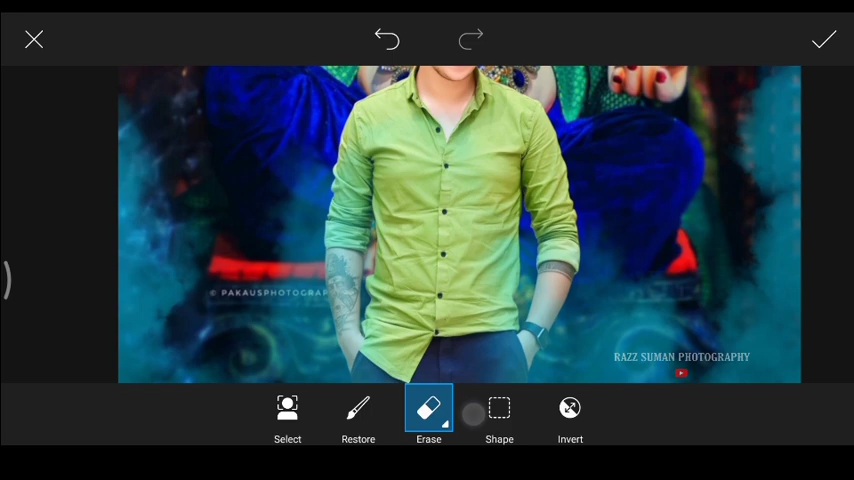 © PAKAUSPHOTOGRAP
RAZZ SUMAN PHOTOGRAPHY
Select
Restore
Erase
Shape
Invert